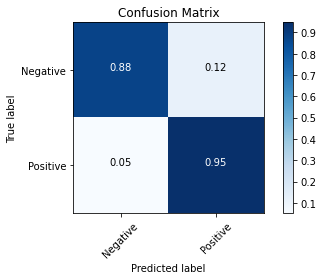 Confusion Matrix
Negative
0.88 0.12
Positive
0.05 0.95
True label
Negative Positive
Predicted label
0.9
0.8
0.7
0.6
0.5
0.4
0.3
0.2
0.1